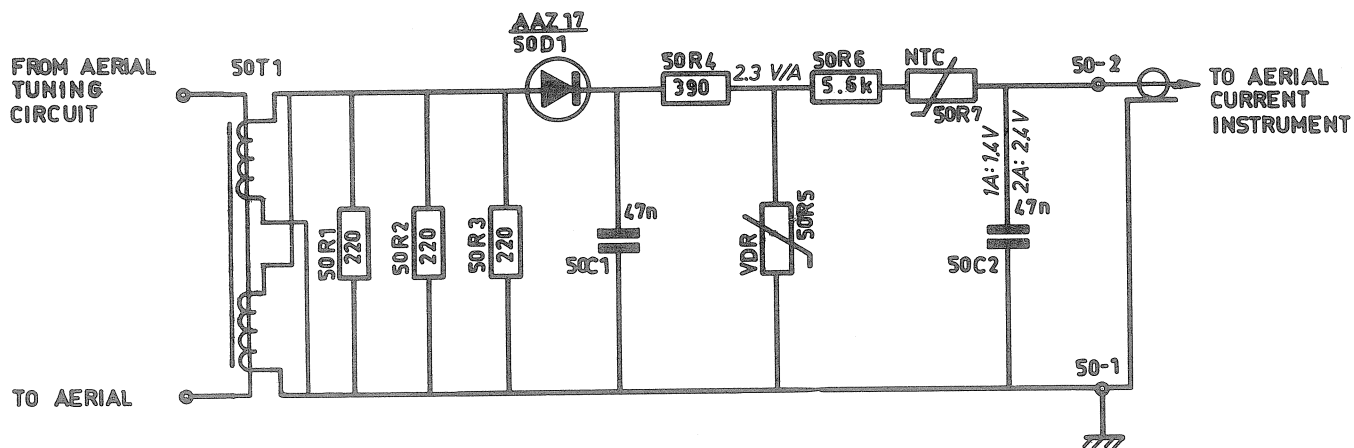 AAZ17
50D1
FROM AERIAL
TUNING
CIRCUIT
50T1
50R4
390
2.3 V/A
50R6
5.6k
NTC
50R7
50-2
TO AERIAL
CURRENT
INSTRUMENT
50R1
220
50R2
220
50R3
220
47n
50C1
VDR
50R5
1A: 1.4V
2A: 2.4V
47n
50C2
50-1
TO AERIAL